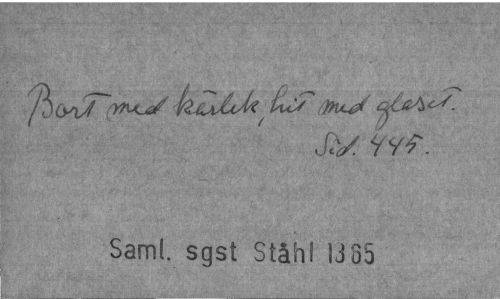 Bort med kärlek, hit med glaset.
Sid. 445.
Saml. sgst Ståhl 1365